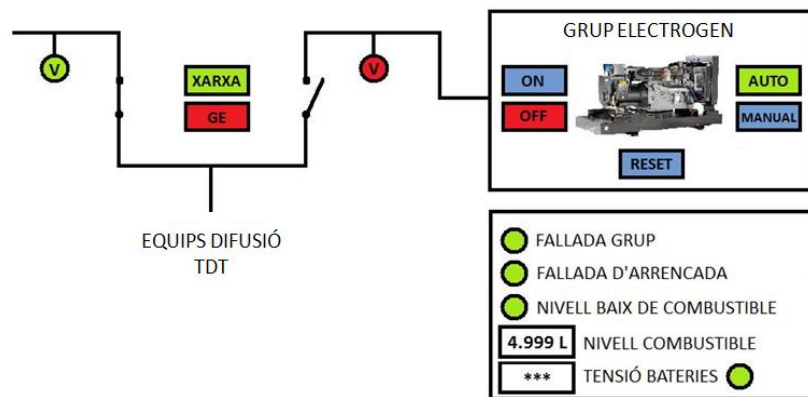 GRUP ELECTROGEN
V
XARXA
GE
V
ON
OFF
AUTO
MANUAL
RESET
EQUIPS DIFUSIÓ
TDT
FALLADA GRUP
FALLADA D'ARRENCADA
NIVELL BAIX DE COMBUSTIBLE
4.999 L NIVELL COMBUSTIBLE
*** TENSIÓ BATERIES